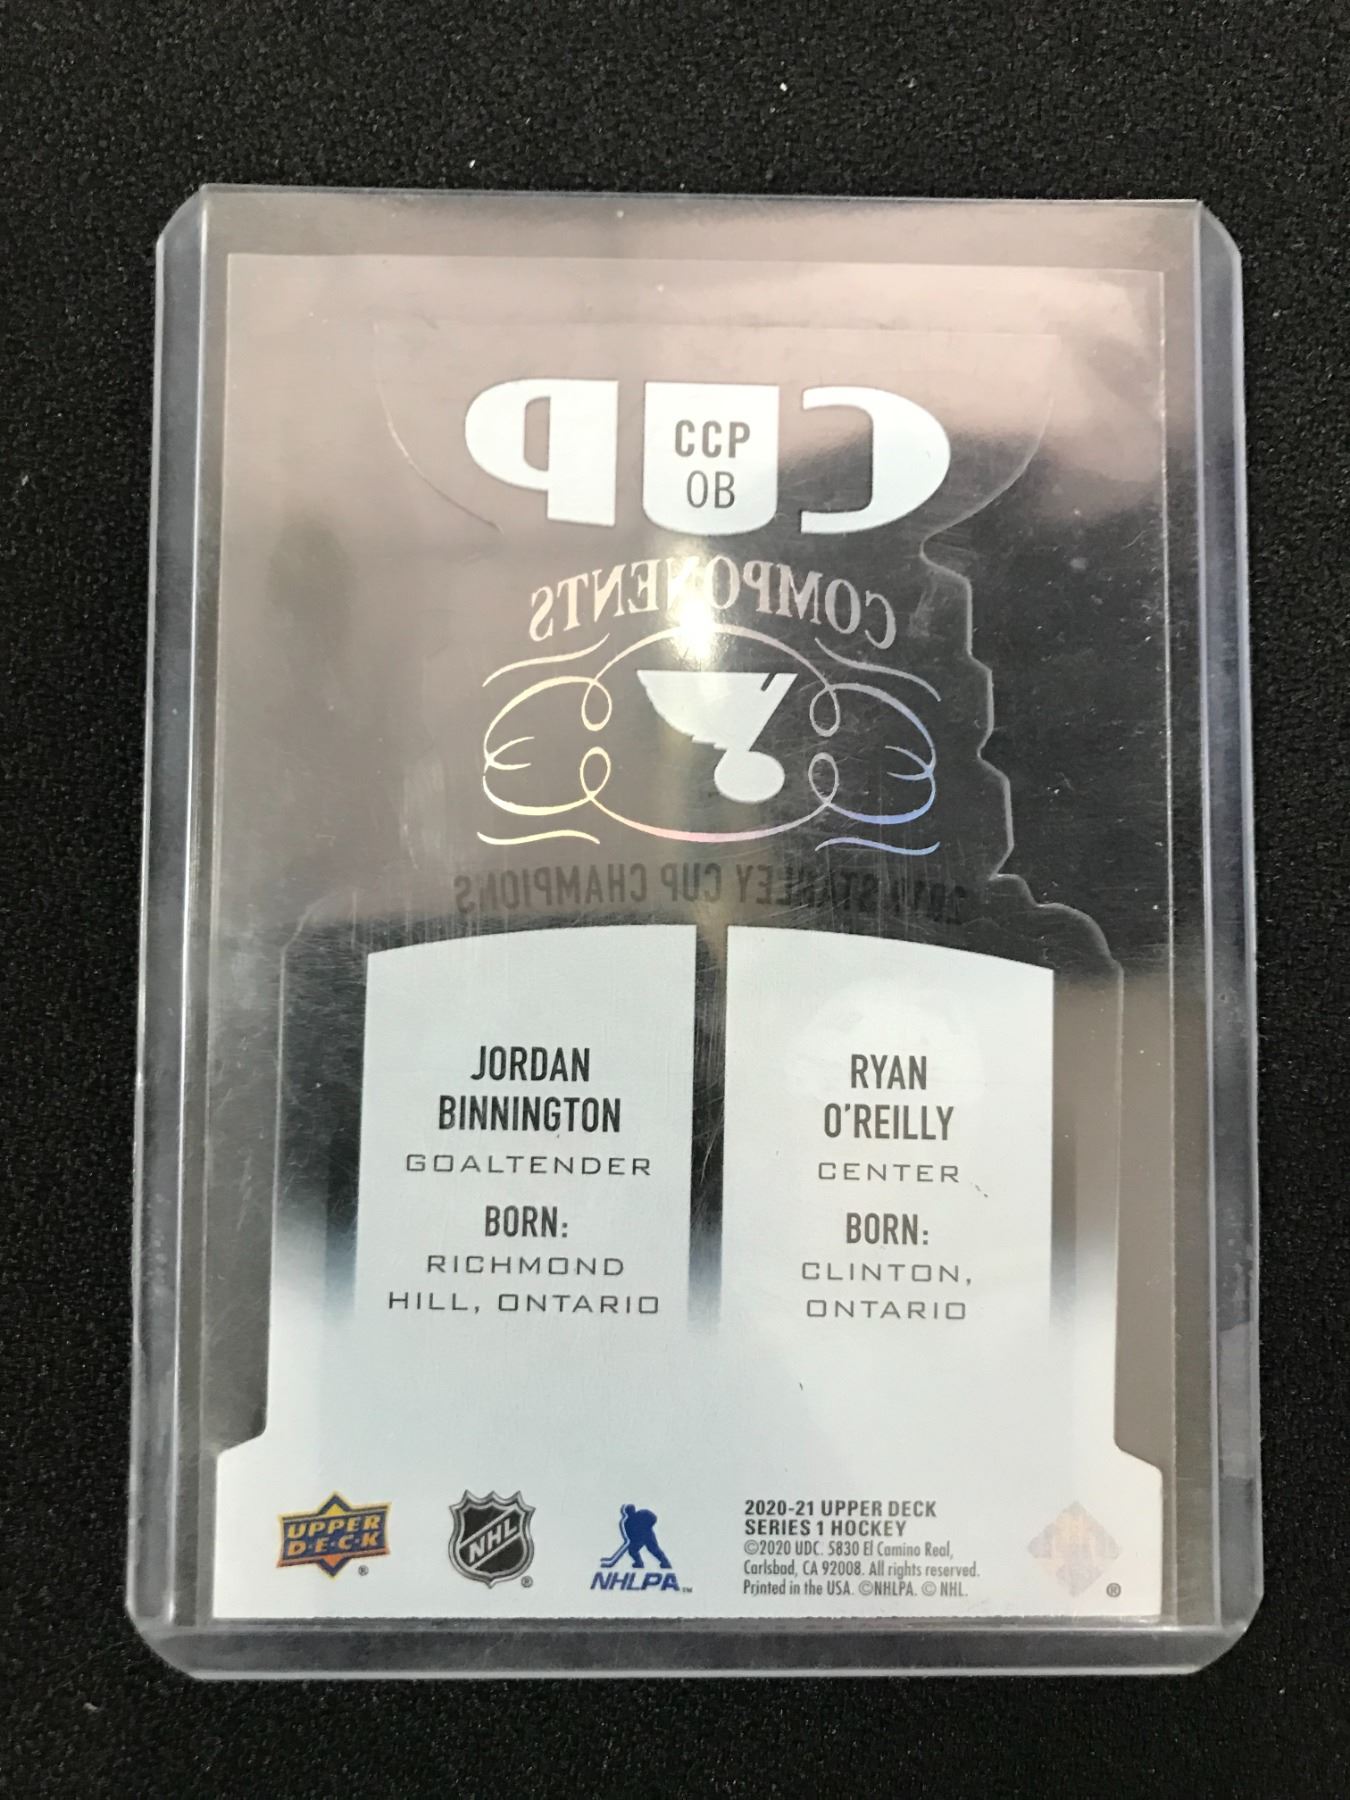 CUP
CCP
OB
COMPONENTS
2019 STANLEY CUP CHAMPIONS
JORDAN
BINNINGTON
GOALTENDER
BORN:
RICHMOND
HILL, ONTARIO
RYAN
O'REILLY
CENTER
BORN:
CLINTON,
ONTARIO
UPPER
D·E·C·K
®
NHL
®
NHLPA™
2020-21 UPPER DECK
SERIES 1 HOCKEY
©2020 UDC. 5830 El Camino Real,
Carlsbad, CA 92008. All rights reserved.
Printed in the USA. ©NHLPA. © NHL.
®